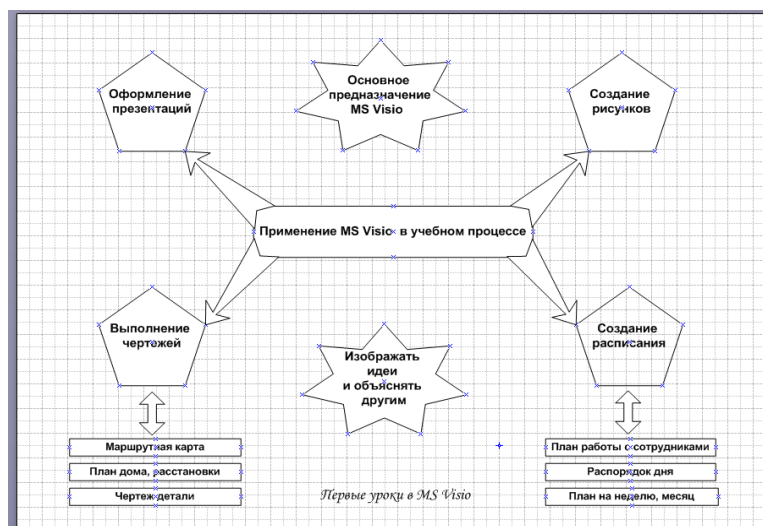 Оформление
презентаций
Основное
предназначение
MS Visio
Создание
рисунков
Применение MS Visio в учебном процессе
Выполнение
чертежей
Изображать
идеи
и объяснять
другим
Создание
расписания
Маршрутная карта
План дома, расстановки
Чертеж детали
План работы с сотрудниками
Распорядок дня
План на неделю, месяц
Первые уроки в MS Visio